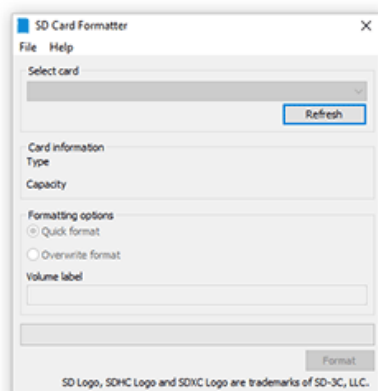 SD Card Formatter
File Help
Select card
Refresh
Card information
Type
Capacity
Formatting options
Quick format
Overwrite format
Volume label
Format
SD Logo, SDHC Logo and SDXC Logo are trademarks of SD-3C, LLC.